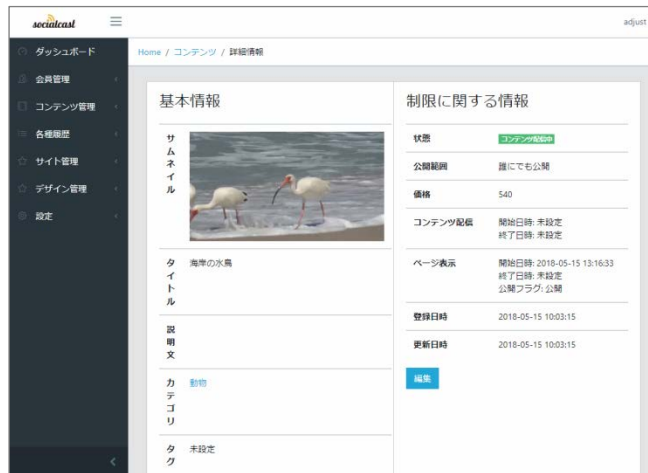 socialcast
adjust
ダッシュボード
会員管理
コンテンツ管理
各種履歴
サイト管理
デザイン管理
設定
Home / コンテンツ / 詳細情報
基本情報
サムネイル
タイトル
海岸の水鳥
説明文
カテゴリ
動物
タグ
未設定
制限に関する情報
状態
コンテンツ配信中
公開範囲
誰にでも公開
価格
540
コンテンツ配信
開始日時: 未設定
終了日時: 未設定
ページ表示
開始日時: 2018-05-15 13:16:33
終了日時: 未設定
公開フラグ: 公開
登録日時
2018-05-15 10:03:15
更新日時
2018-05-15 10:03:15
編集